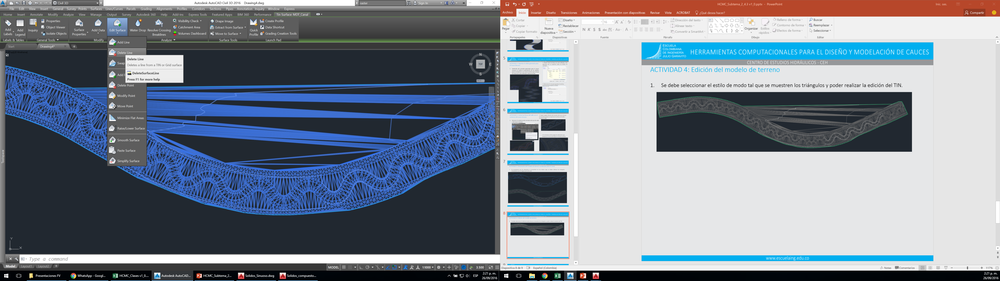 Civil 3D
Autodesk AutoCAD Civil 3D 2016 Drawing4.dwg
raster
Sign In
File Edit View Insert General Survey Points Surfaces Lines/Curves Parcels Grading Alignments Profiles Corridors Sections Pipes Annotation Inquiry Window Express
Home Insert Annotate Modify Analyze View Manage Output Survey Autodesk 360 Help Add-ins Express Tools Featured Apps BIM 360 Performance Tin Surface: MDT_Canal
Add Labels
Add Legend
Labels & Tables
Inquiry
Properties
Object Viewer
Isolate Objects
General Tools
Surface Properties
Add Data
Edit Surface
Modify
Water Drop
Resolve Crossing Breaklines
Visibility Check
Catchment Area
Volumes Dashboard
Analyze
Drape Image
Extract from Surface
Move to Surface
Surface Tools
Quick Profile
Create Profile
Data Shortcut
Grading Creation Tools
Launch Pad
Start
Drawing4*
Add Line
Delete Line
Swap
Delete Line
Deletes a line from a TIN or Grid surface
DeleteSurfaceLine
Press F1 for more help
Delete Point
Modify Point
Move Point
Minimize Flat Areas
Raise/Lower Surface
Smooth Surface
Paste Surface
Simplify Surface
N
W TOP E
S
Toolspace
Y
X
Type a command
Model Layout1 Layout2
MODEL
1:1000
3.500
Presentaciones FV
WhatsApp - Googl...
HCMC_Clases v1_0....
Autodesk AutoCAD...
HCMC_Subtema_2...
Solidos_Sinuoso.dwg
Solidos_compuesto...
ESP
2:21 p. m.
26/09/2016
HCMC_Subtema_2_4.3 v1_0.pptx - PowerPoint
Inic. ses.
Archivo Inicio Insertar Diseño Transiciones Animaciones Presentación con diapositivas Revisar Vista ACROBAT ¿Qué desea hacer?
Compartir
Pegar
Cortar
Copiar
Copiar formato
Portapapeles
Nueva diapositiva
Diseño
Restablecer
Sección
Diapositivas
16
N K S S abc AV Aa A
Fuente
Dirección del texto
Alinear texto
Convertir a SmartArt
Párrafo
Organizar
Estilos rápidos
Relleno de forma
Contorno de forma
Efectos de forma
Dibujo
Buscar
Reemplazar
Seleccionar
Editar
5
6
7
8
ESCUELA
COLOMBIANA
DE INGENIERÍA
JULIO GARAVITO
HERRAMIENTAS COMPUTACIONALES PARA EL DISEÑO Y MODELACIÓN DE CAUCES
CENTRO DE ESTUDIOS HIDRÁULICOS - CEH
ACTIVIDAD 4: Edición del modelo de terreno
1. Se debe seleccionar el estilo de modo tal que se muestren los triángulos y poder realizar la edición del TIN.
www.escuelaing.edu.co
Diapositiva 8 de 9
Español (Colombia)
Notas
Comentarios
117%
2:21 p. m.
26/09/2016